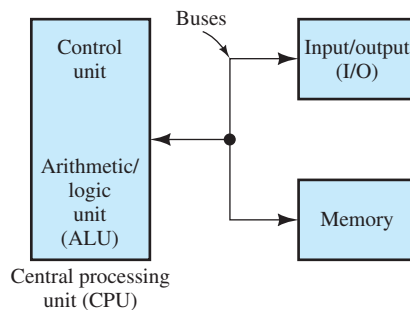 Buses
Control
unit
Arithmetic/
logic
unit
(ALU)
Central processing
unit (CPU)
Input/output
(I/O)
Memory